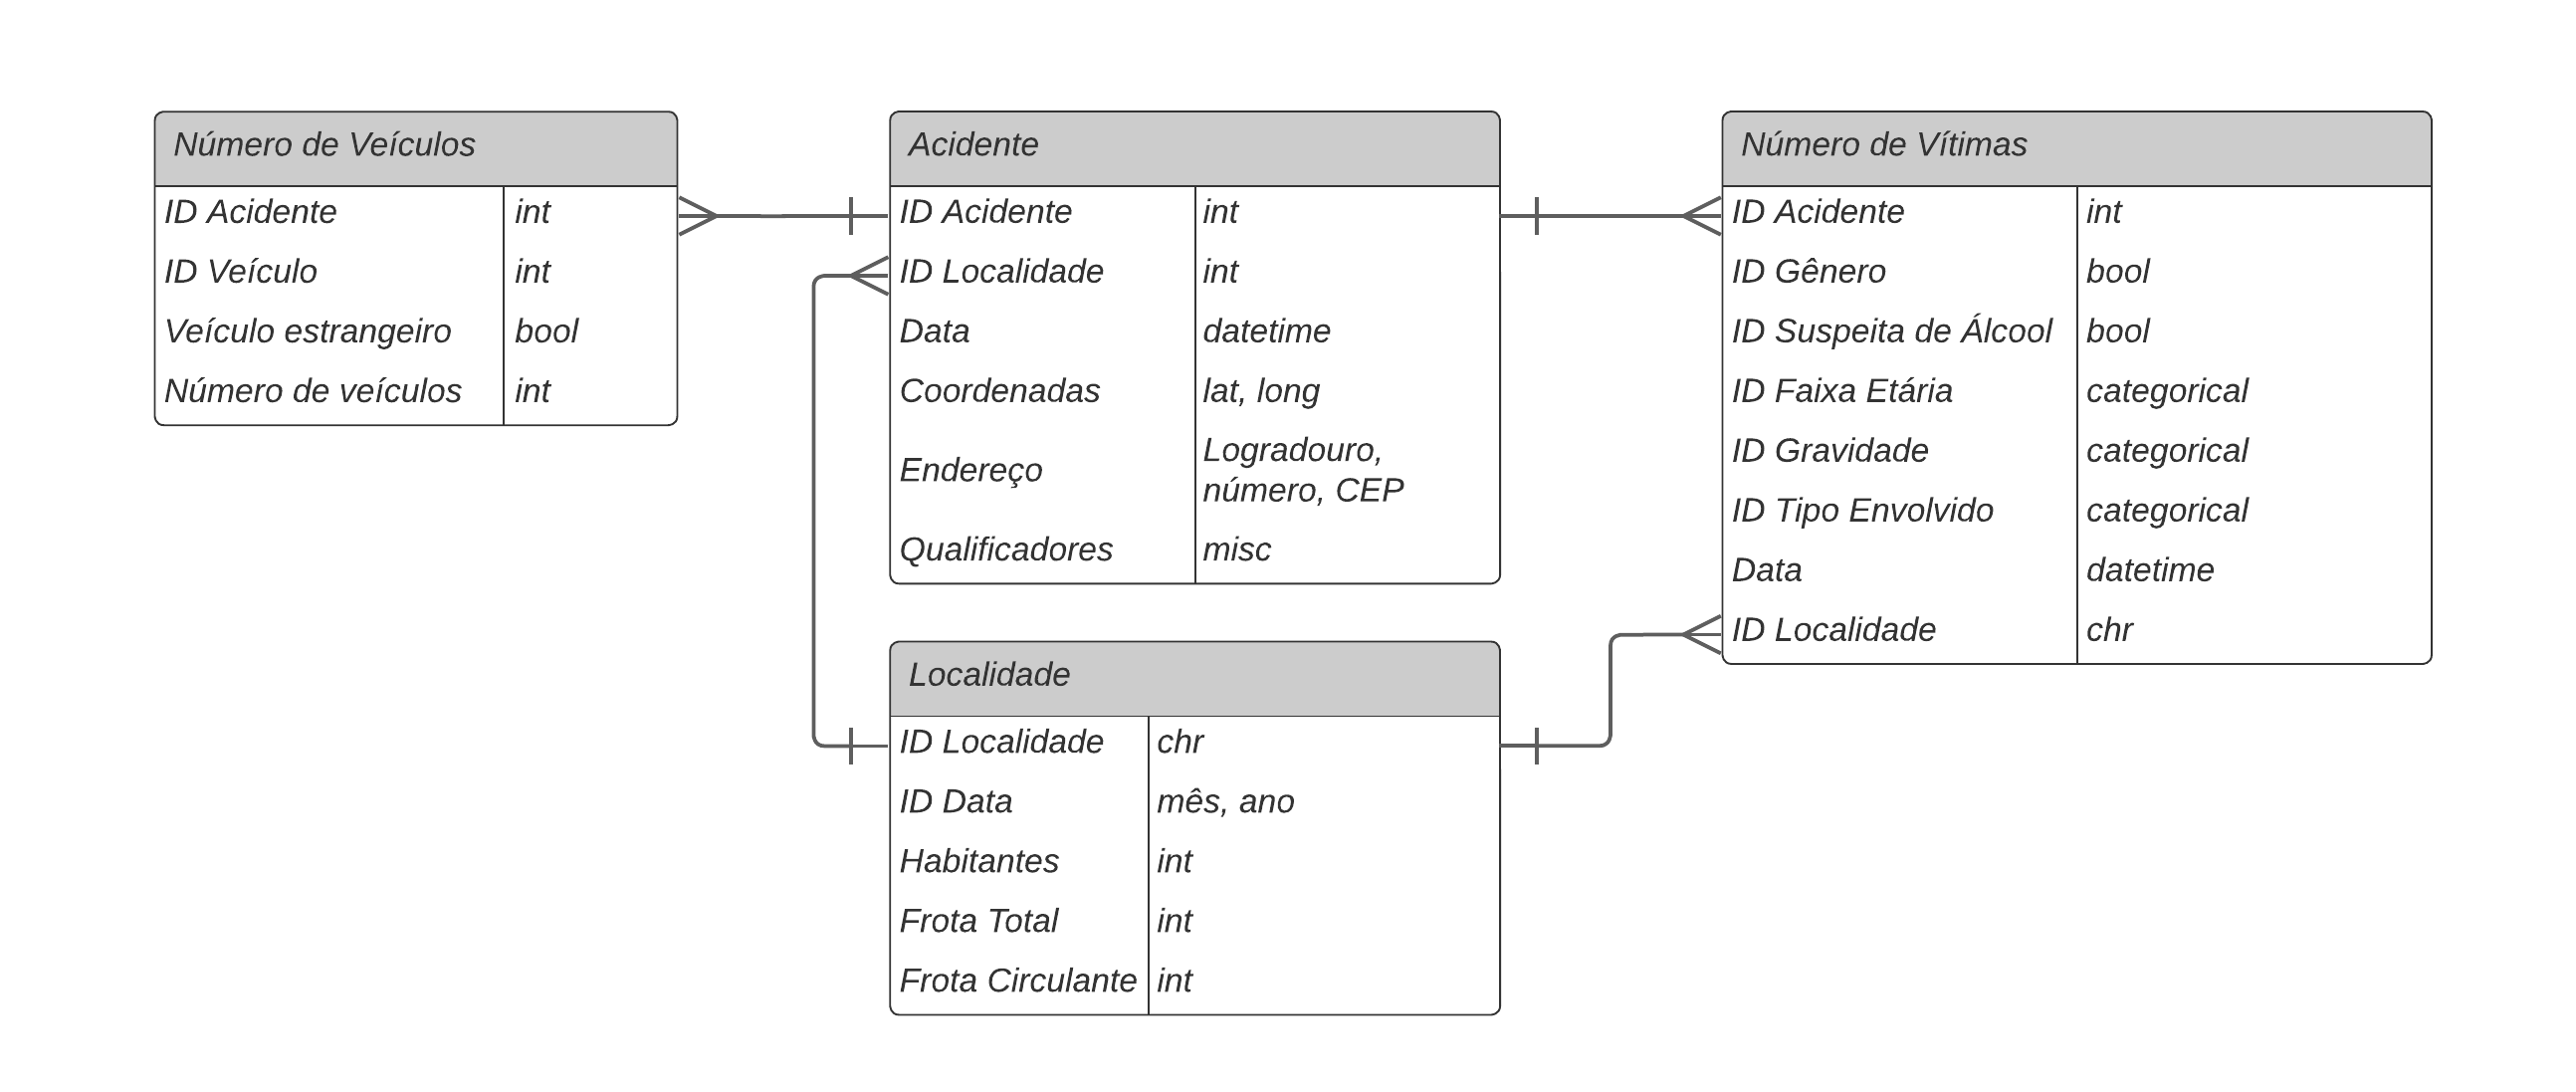 Número de Veículos
ID Acidente int
ID Veículo int
Veículo estrangeiro bool
Número de veículos int
Acidente
ID Acidente int
ID Localidade int
Data datetime
Coordenadas lat, long
Endereço Logradouro,
número, CEP
Qualificadores misc
Número de Vítimas
ID Acidente int
ID Gênero bool
ID Suspeita de Álcool bool
ID Faixa Etária categorical
ID Gravidade categorical
ID Tipo Envolvido categorical
Data datetime
ID Localidade chr
Localidade
ID Localidade chr
ID Data mês, ano
Habitantes int
Frota Total int
Frota Circulante int